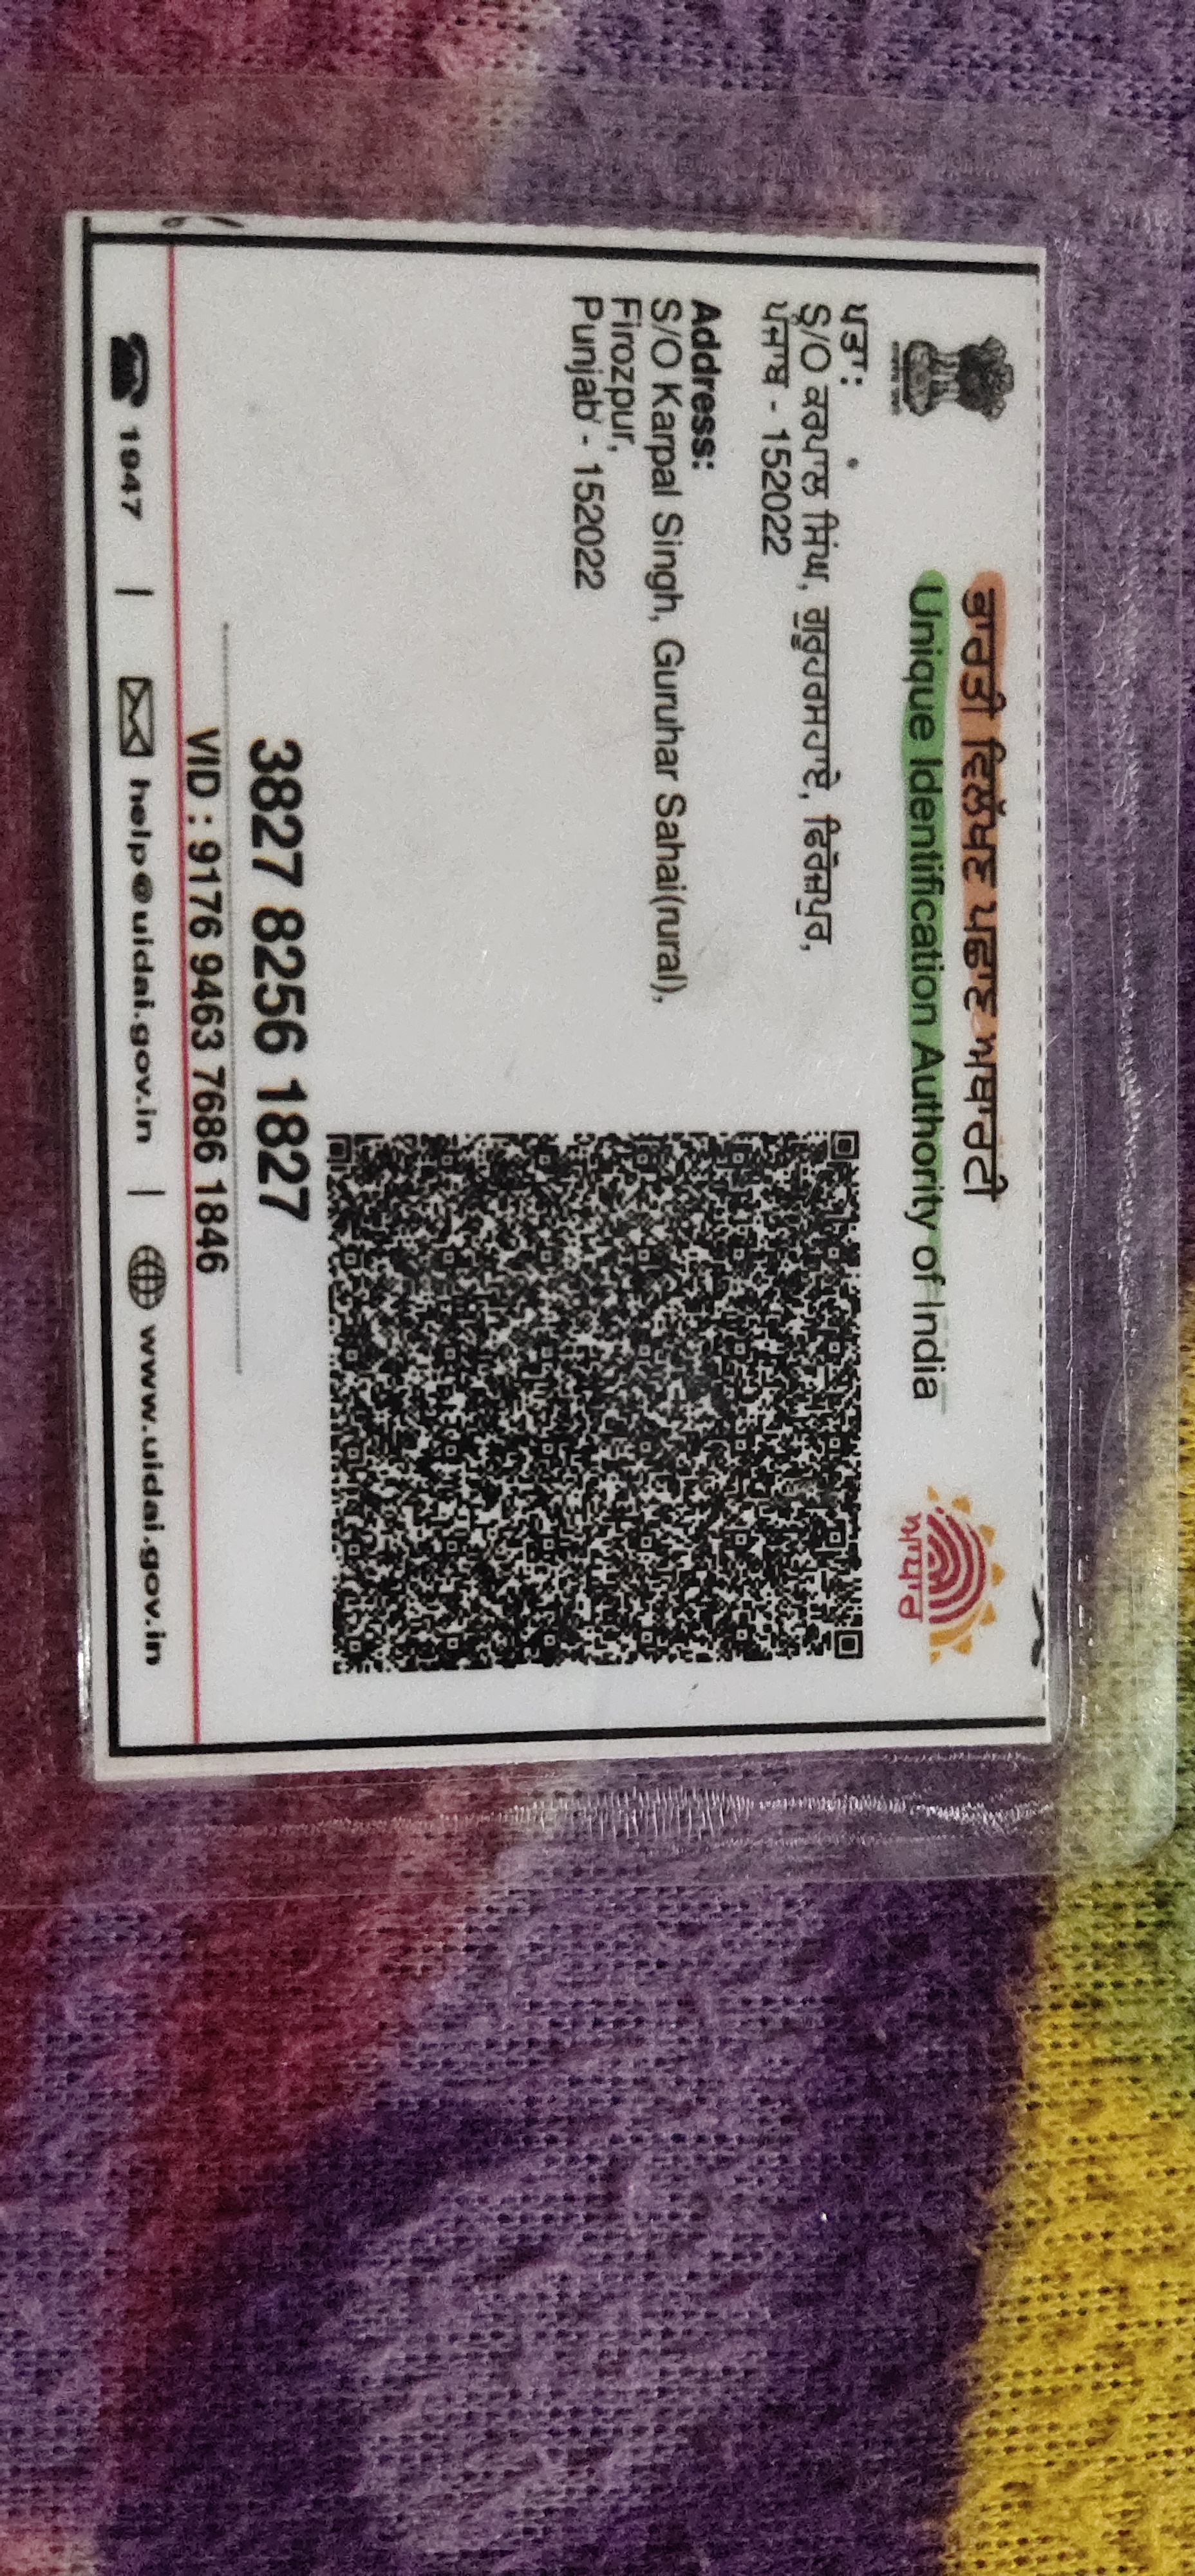 ਭਾਰਤੀ ਵਿਲੱਖਣ ਪਛਾਣ ਅਥਾਰਟੀ
Unique Identification Authority of India
ਆਧਾਰ
ਪਤਾ:
S/O ਕਰਪਾਲ ਸਿੰਘ, ਗੁਰੂਹਰਸਹਾਏ, ਫਿਰੋਜ਼ਪੁਰ,
ਪੰਜਾਬ - 152022
Address:
S/O Karpal Singh, Guruhar Sahai(rural),
Firozpur,
Punjab - 152022
3827 8256 1827
VID : 9176 9463 7686 1846
1947 | help@uidai.gov.in | www.uidai.gov.in